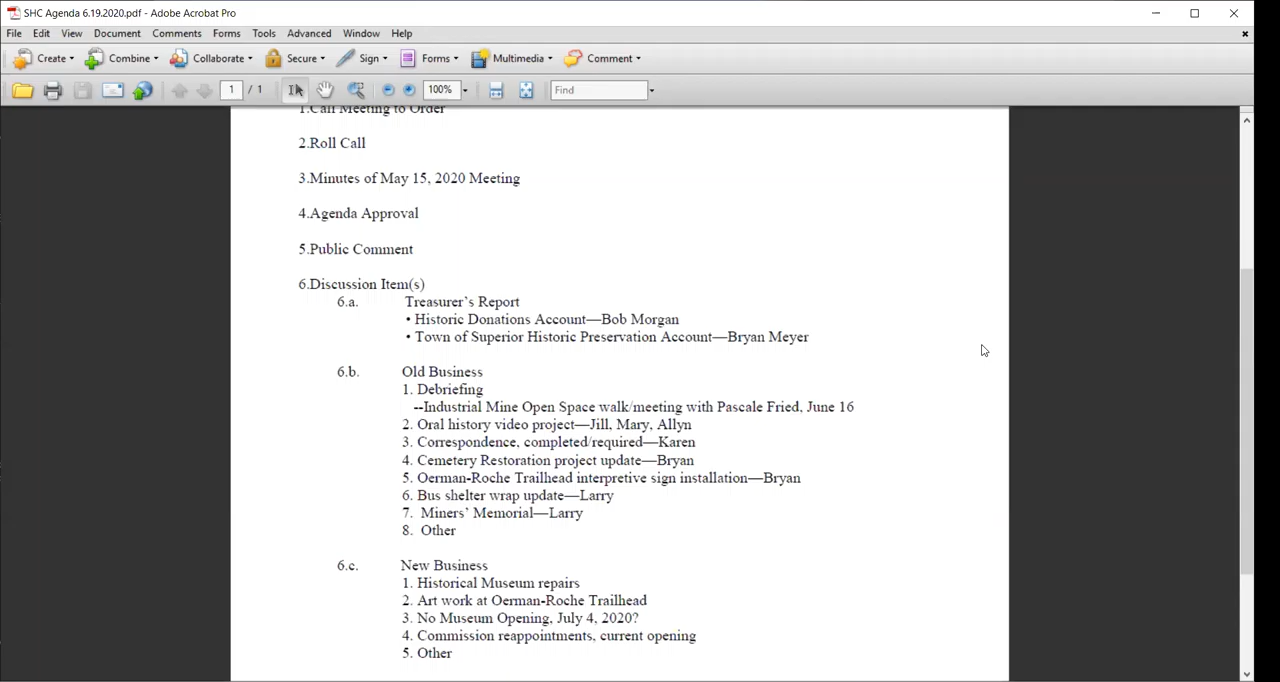 SHC Agenda 6.19.2020.pdf - Adobe Acrobat Pro
File Edit View Document Comments Forms Tools Advanced Window Help
Create Combine Collaborate Secure Sign Forms Multimedia Comment
1 / 1 100% Find
1.Call Meeting to Order
2.Roll Call
3.Minutes of May 15, 2020 Meeting
4.Agenda Approval
5.Public Comment
6.Discussion Item(s)
6.a. Treasurer’s Report
• Historic Donations Account—Bob Morgan
• Town of Superior Historic Preservation Account—Bryan Meyer
6.b. Old Business
1. Debriefing
--Industrial Mine Open Space walk/meeting with Pascale Fried, June 16
2. Oral history video project—Jill, Mary, Allyn
3. Correspondence, completed/required—Karen
4. Cemetery Restoration project update—Bryan
5. Oerman-Roche Trailhead interpretive sign installation—Bryan
6. Bus shelter wrap update—Larry
7. Miners’ Memorial—Larry
8. Other
6.c. New Business
1. Historical Museum repairs
2. Art work at Oerman-Roche Trailhead
3. No Museum Opening, July 4, 2020?
4. Commission reappointments, current opening
5. Other